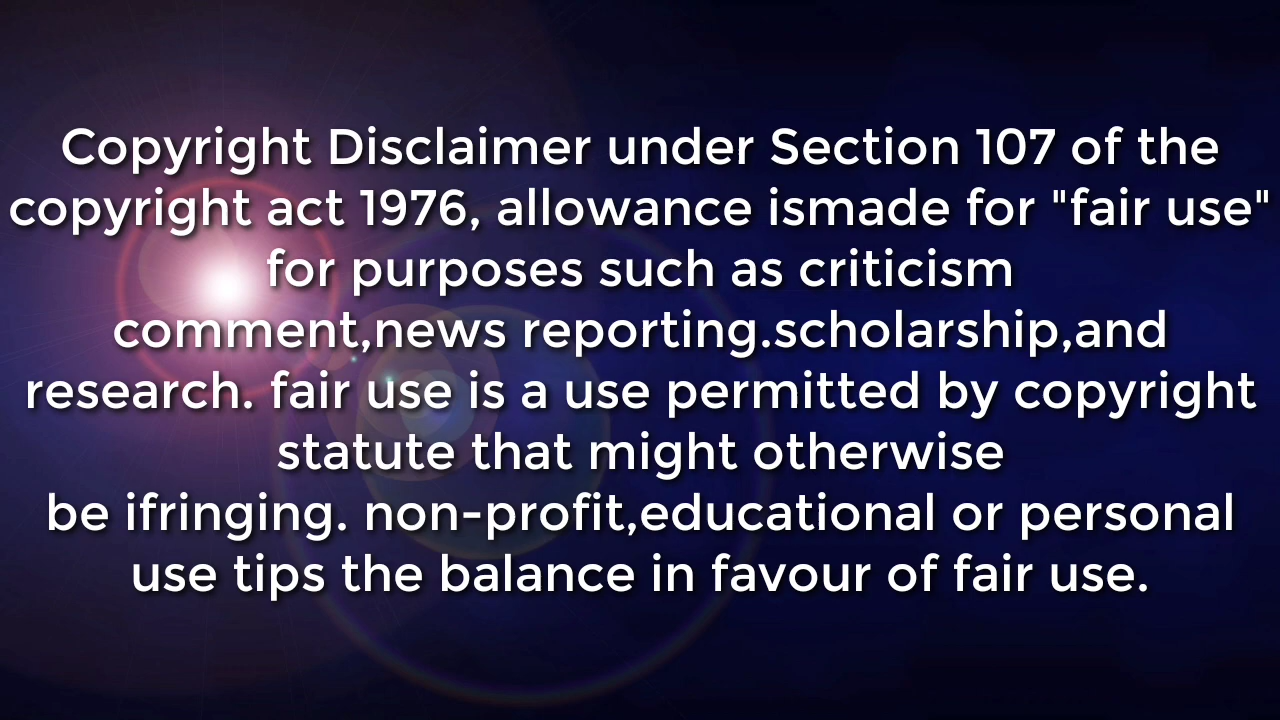 Copyright Disclaimer under Section 107 of the
copyright act 1976, allowance ismade for "fair use"
for purposes such as criticism
comment,news reporting.scholarship,and
research. fair use is a use permitted by copyright
statute that might otherwise
be ifringing. non-profit,educational or personal
use tips the balance in favour of fair use.